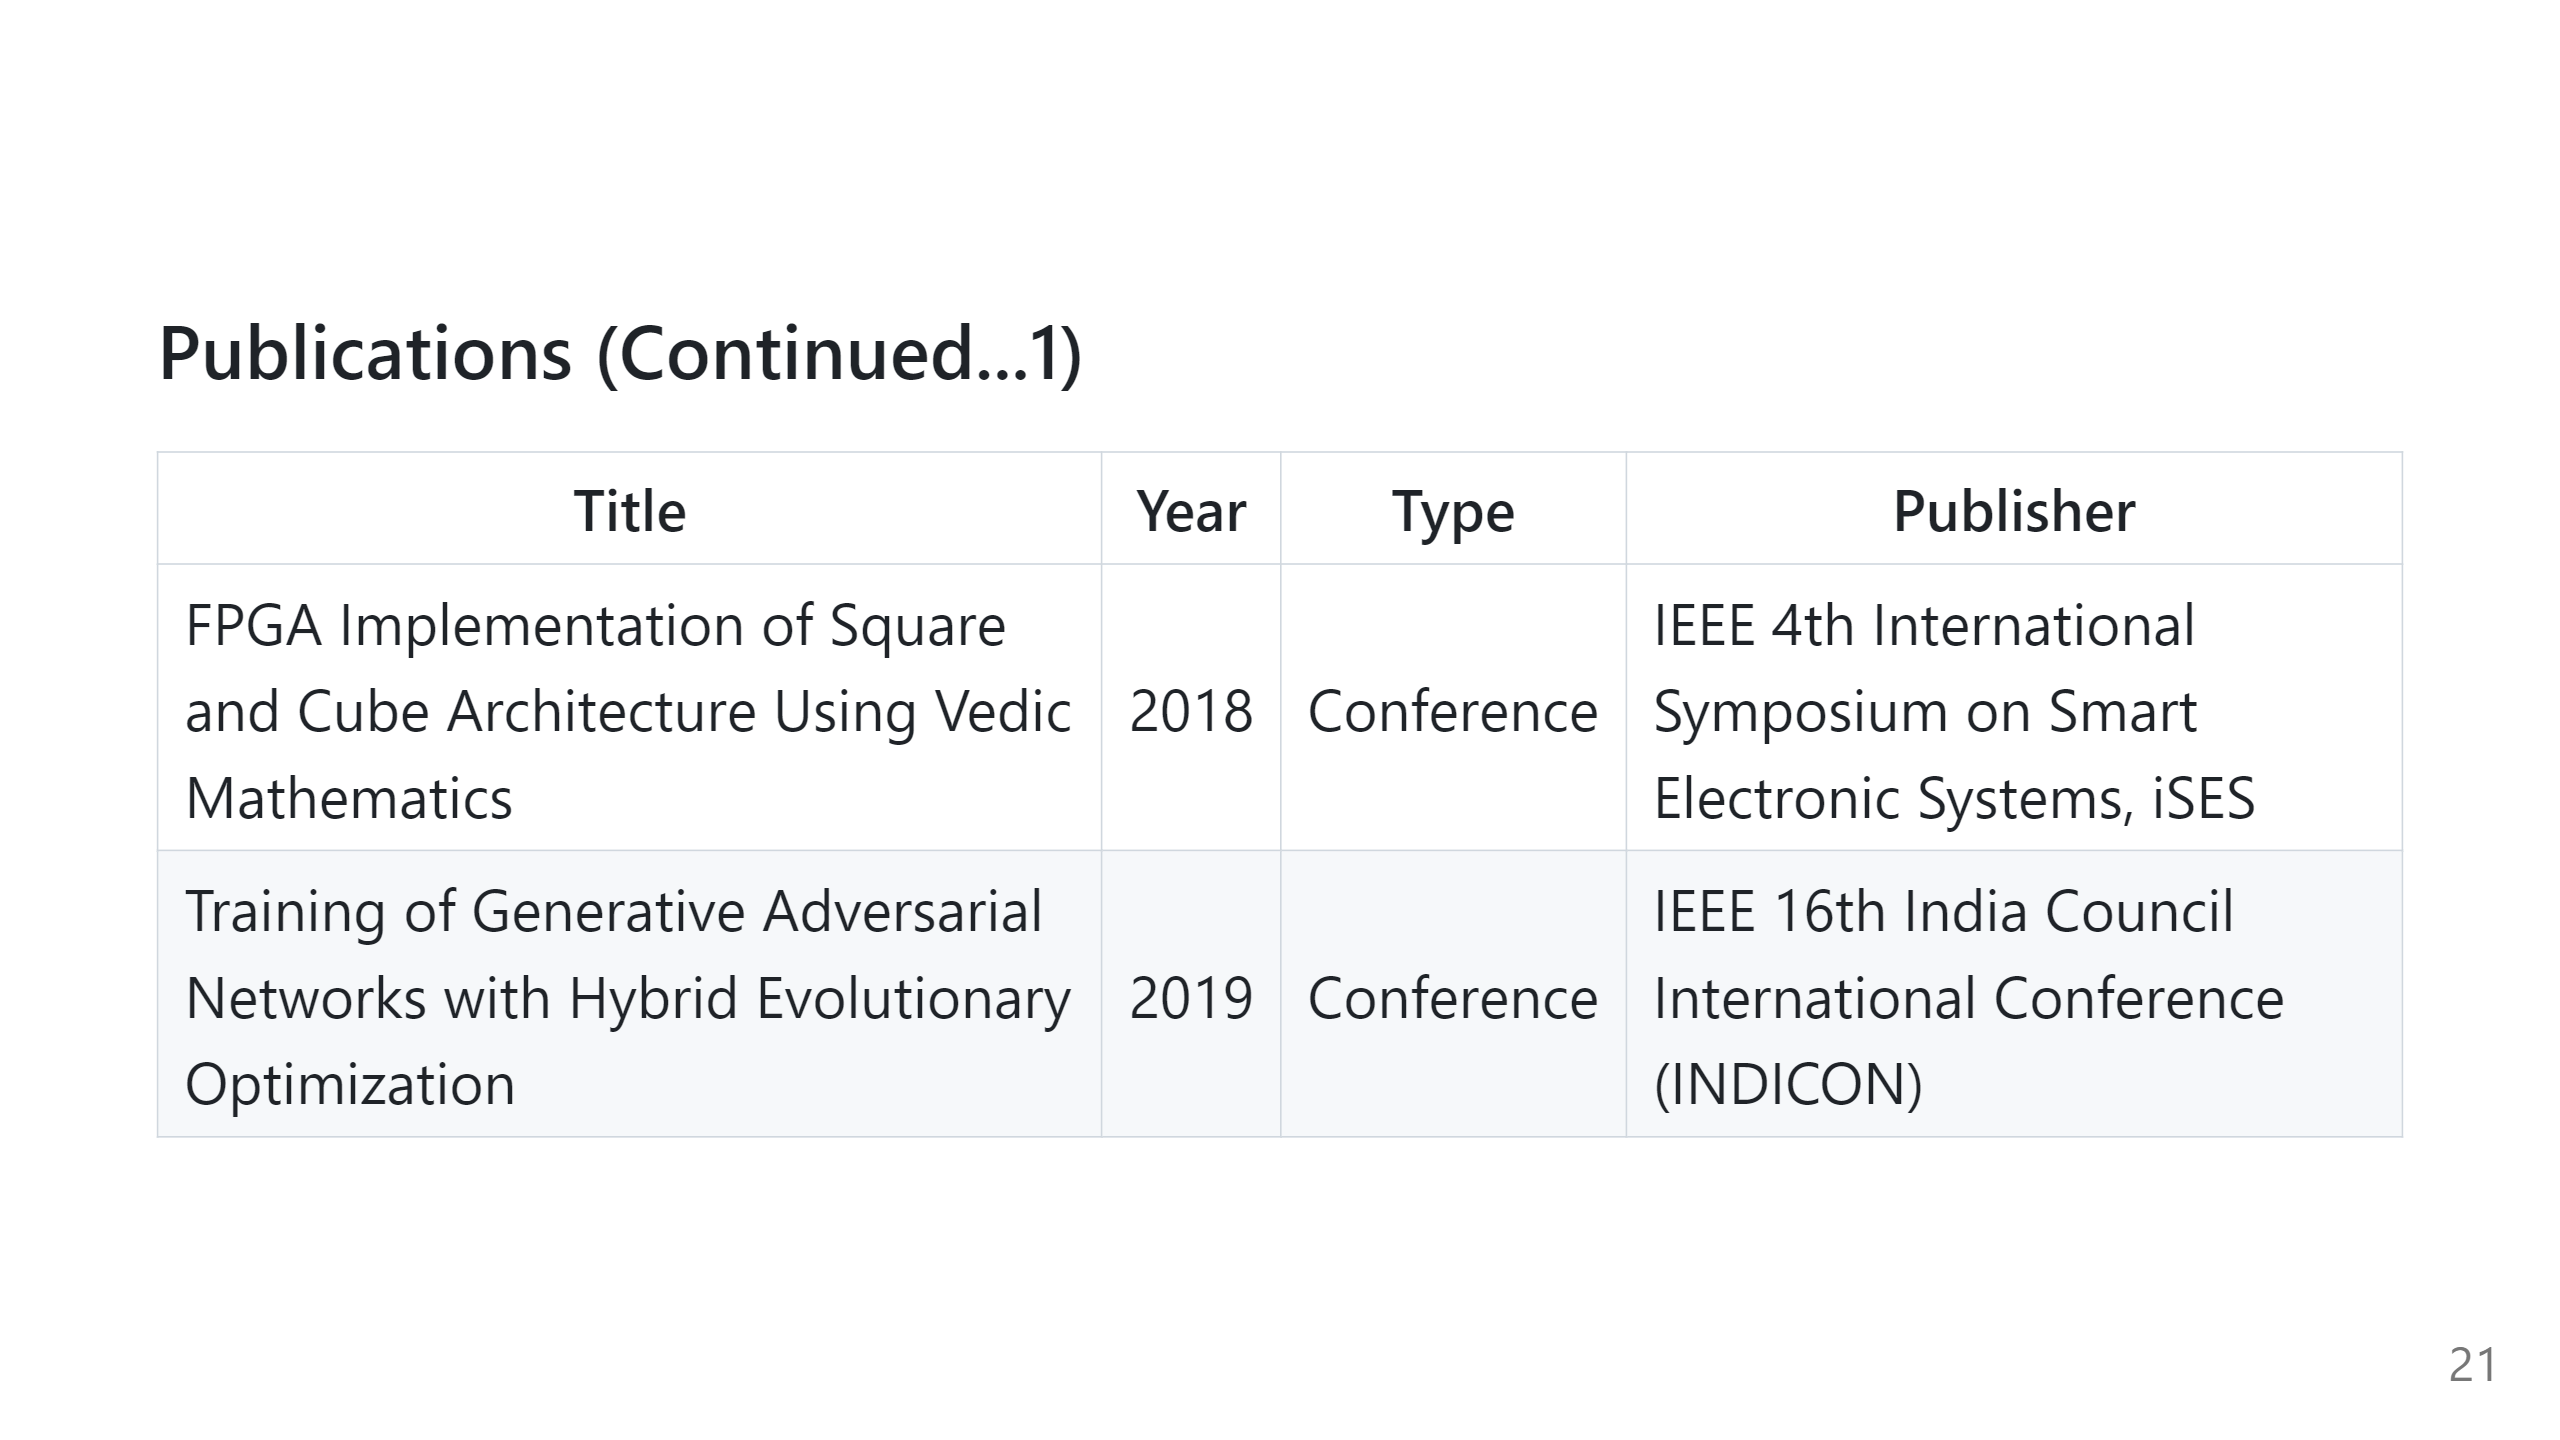 Publications (Continued...1)
Title Year Type Publisher
FPGA Implementation of Square
and Cube Architecture Using Vedic
Mathematics
2018
Conference
IEEE 4th International
Symposium on Smart
Electronic Systems, iSES
Training of Generative Adversarial
Networks with Hybrid Evolutionary
Optimization
2019
Conference
IEEE 16th India Council
International Conference
(INDICON)
21